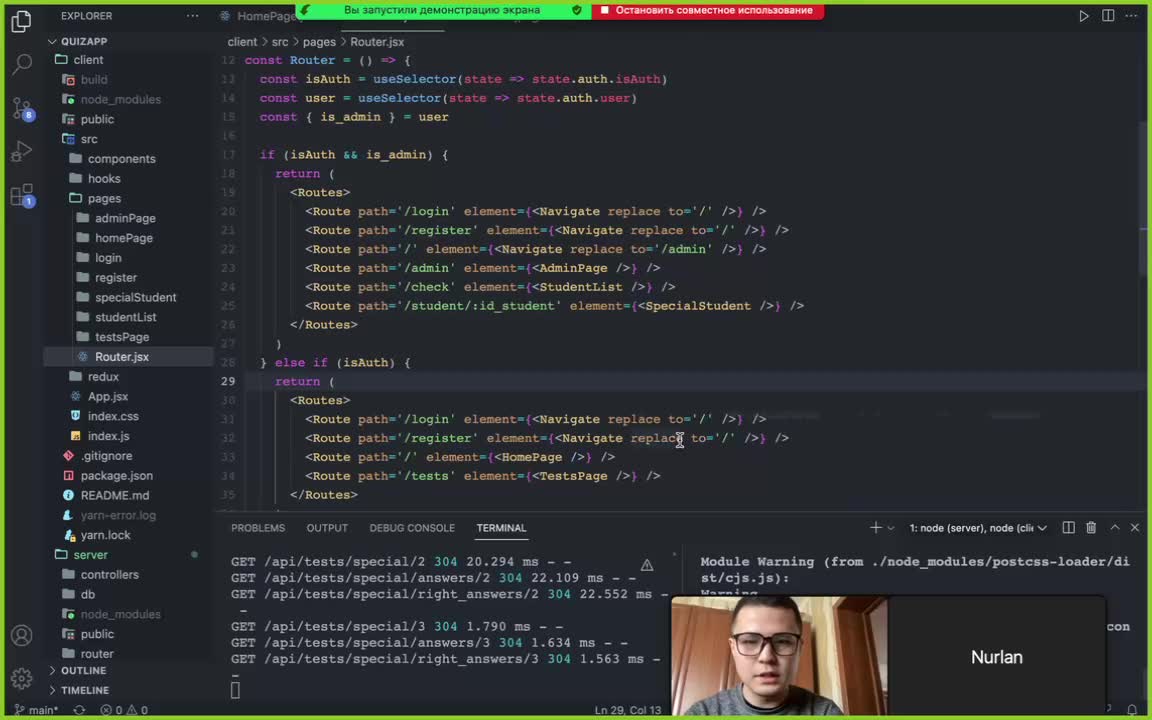 EXPLORER
HomePage
Вы запустили демонстрацию экрана
Остановить совместное использование
QUIZAPP
client > src > pages > Router.jsx
client
build
node_modules
public
src
components
hooks
pages
adminPage
homePage
login
register
specialStudent
studentList
testsPage
Router.jsx
redux
App.jsx
index.css
index.js
.gitignore
package.json
README.md
yarn-error.log
yarn.lock
server
controllers
db
node_modules
public
router
OUTLINE
TIMELINE
8
1
12 const Router = () => {
13 const isAuth = useSelector(state => state.auth.isAuth)
14 const user = useSelector(state => state.auth.user)
15 const { is_admin } = user
16
17 if (isAuth && is_admin) {
18 return (
19 <Routes>
20 <Route path='/login' element={<Navigate replace to='/' />} />
21 <Route path='/register' element={<Navigate replace to='/' />} />
22 <Route path='/' element={<Navigate replace to='/admin' />} />
23 <Route path='/admin' element={<AdminPage />} />
24 <Route path='/check' element={<StudentList />} />
25 <Route path='/student/:id_student' element={<SpecialStudent />} />
26 </Routes>
27 )
28 } else if (isAuth) {
29 return (
30 <Routes>
31 <Route path='/login' element={<Navigate replace to='/' />} />
32 <Route path='/register' element={<Navigate replace to='/' />} />
33 <Route path='/' element={<HomePage />} />
34 <Route path='/tests' element={<TestsPage />} />
35 </Routes>
PROBLEMS OUTPUT DEBUG CONSOLE TERMINAL
1: node (server), node (clie
GET /api/tests/special/2 304 20.294 ms - -
GET /api/tests/special/answers/2 304 22.109 ms - -
GET /api/tests/special/right_answers/2 304 22.552 ms -
-
GET /api/tests/special/3 304 1.790 ms - -
GET /api/tests/special/answers/3 304 1.634 ms - -
GET /api/tests/special/right_answers/3 304 1.563 ms -
-
Module Warning (from ./node_modules/postcss-loader/di
st/cjs.js):
Warning
con
Nurlan
main*
0
0
Ln 29, Col 13